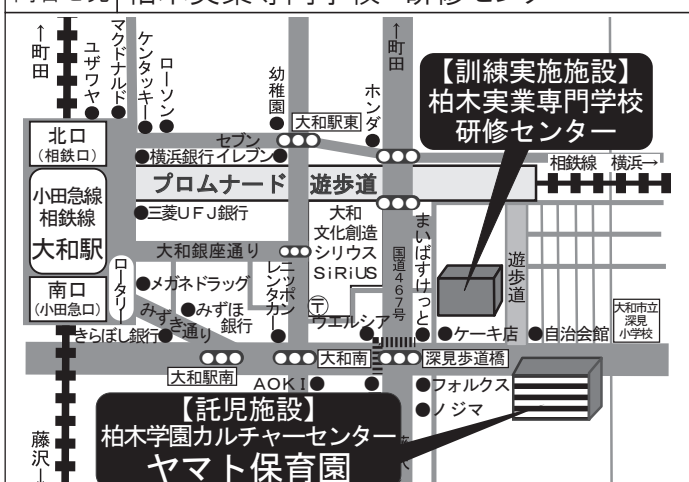 柏木実業専門学校 研修センター
↑町田
ユザワヤ
マクドナルド
ケンタッキー
ローソン
幼稚園
大和駅東
ホンダ
↑町田
【訓練実施施設】
柏木実業専門学校
研修センター
北口
(相鉄口)
セブン
イレブン
横浜銀行
プロムナード 遊歩道
相鉄線 横浜→
小田急線
相鉄線
大和駅
三菱UFJ銀行
大和
文化創造
シリウス
SiRiUS
国道467号
まいばすけっと
遊歩道
大和銀座通り
南口
(小田急口)
ロータリー
メガネドラッグ
みずほ
銀行
みずき通り
きらぼし銀行
ニッポン
レンタカー
〒
ウエルシア
ケーキ店
自治会館
大和市立
深見
小学校
大和駅南
大和南
深見歩道橋
AOKI
フォルクス
ノジマ
【託児施設】
柏木学園カルチャーセンター
ヤマト保育園
藤沢↓